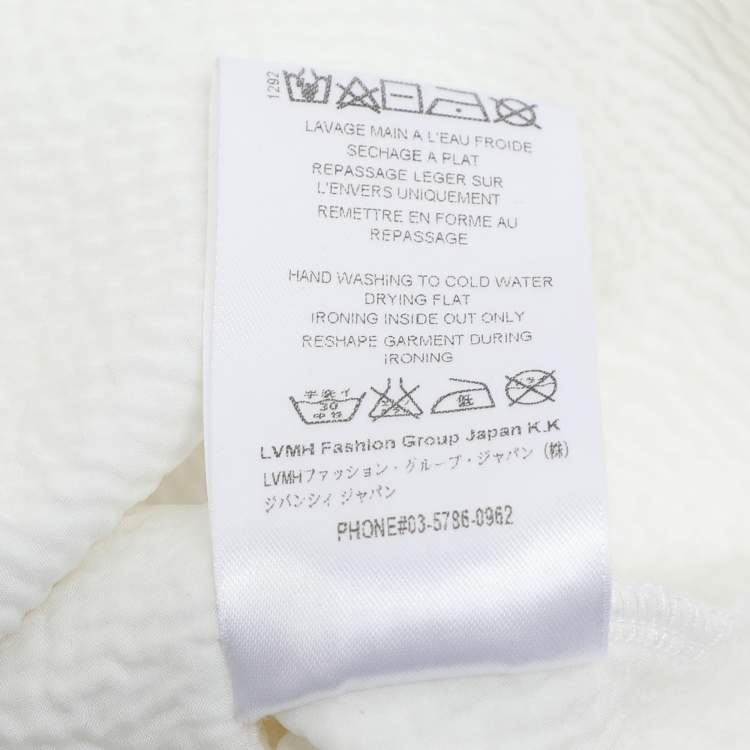 1292
LAVAGE MAIN A L'EAU FROIDE
SECHAGE A PLAT
REPASSAGE LEGER SUR
L'ENVERS UNIQUEMENT
REMETTRE EN FORME AU
REPASSAGE
HAND WASHING TO COLD WATER
DRYING FLAT
IRONING INSIDE OUT ONLY
RESHAPE GARMENT DURING
IRONING
手洗イ
30
中性
低
LVMH Fashion Group Japan K.K
LVMHファッション・グループ・ジャパン（株）
ジバンシィ ジャパン
PHONE#03-5786-0962